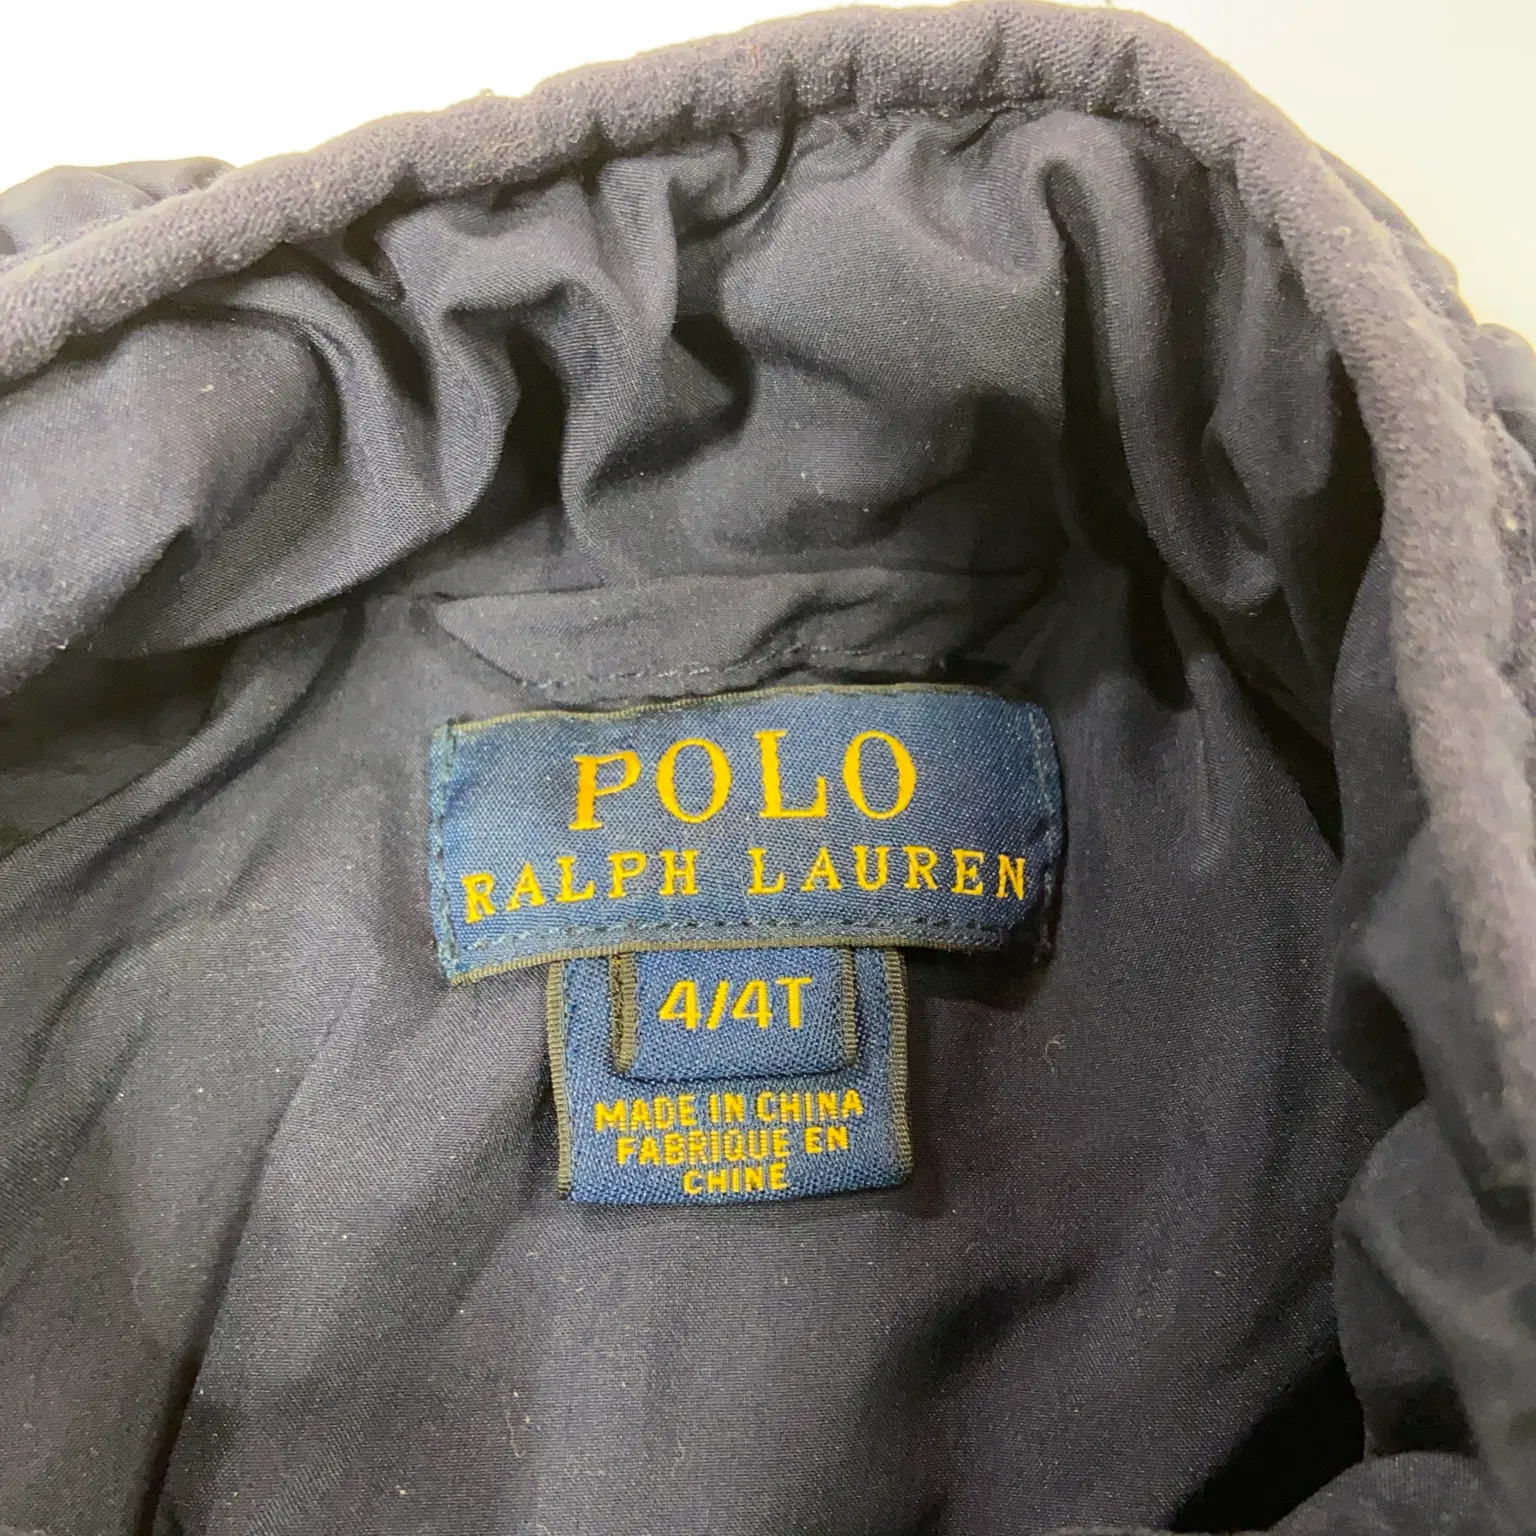 POLO
RALPH LAUREN
4/4T
MADE IN CHINA
FABRIQUE EN
CHINE